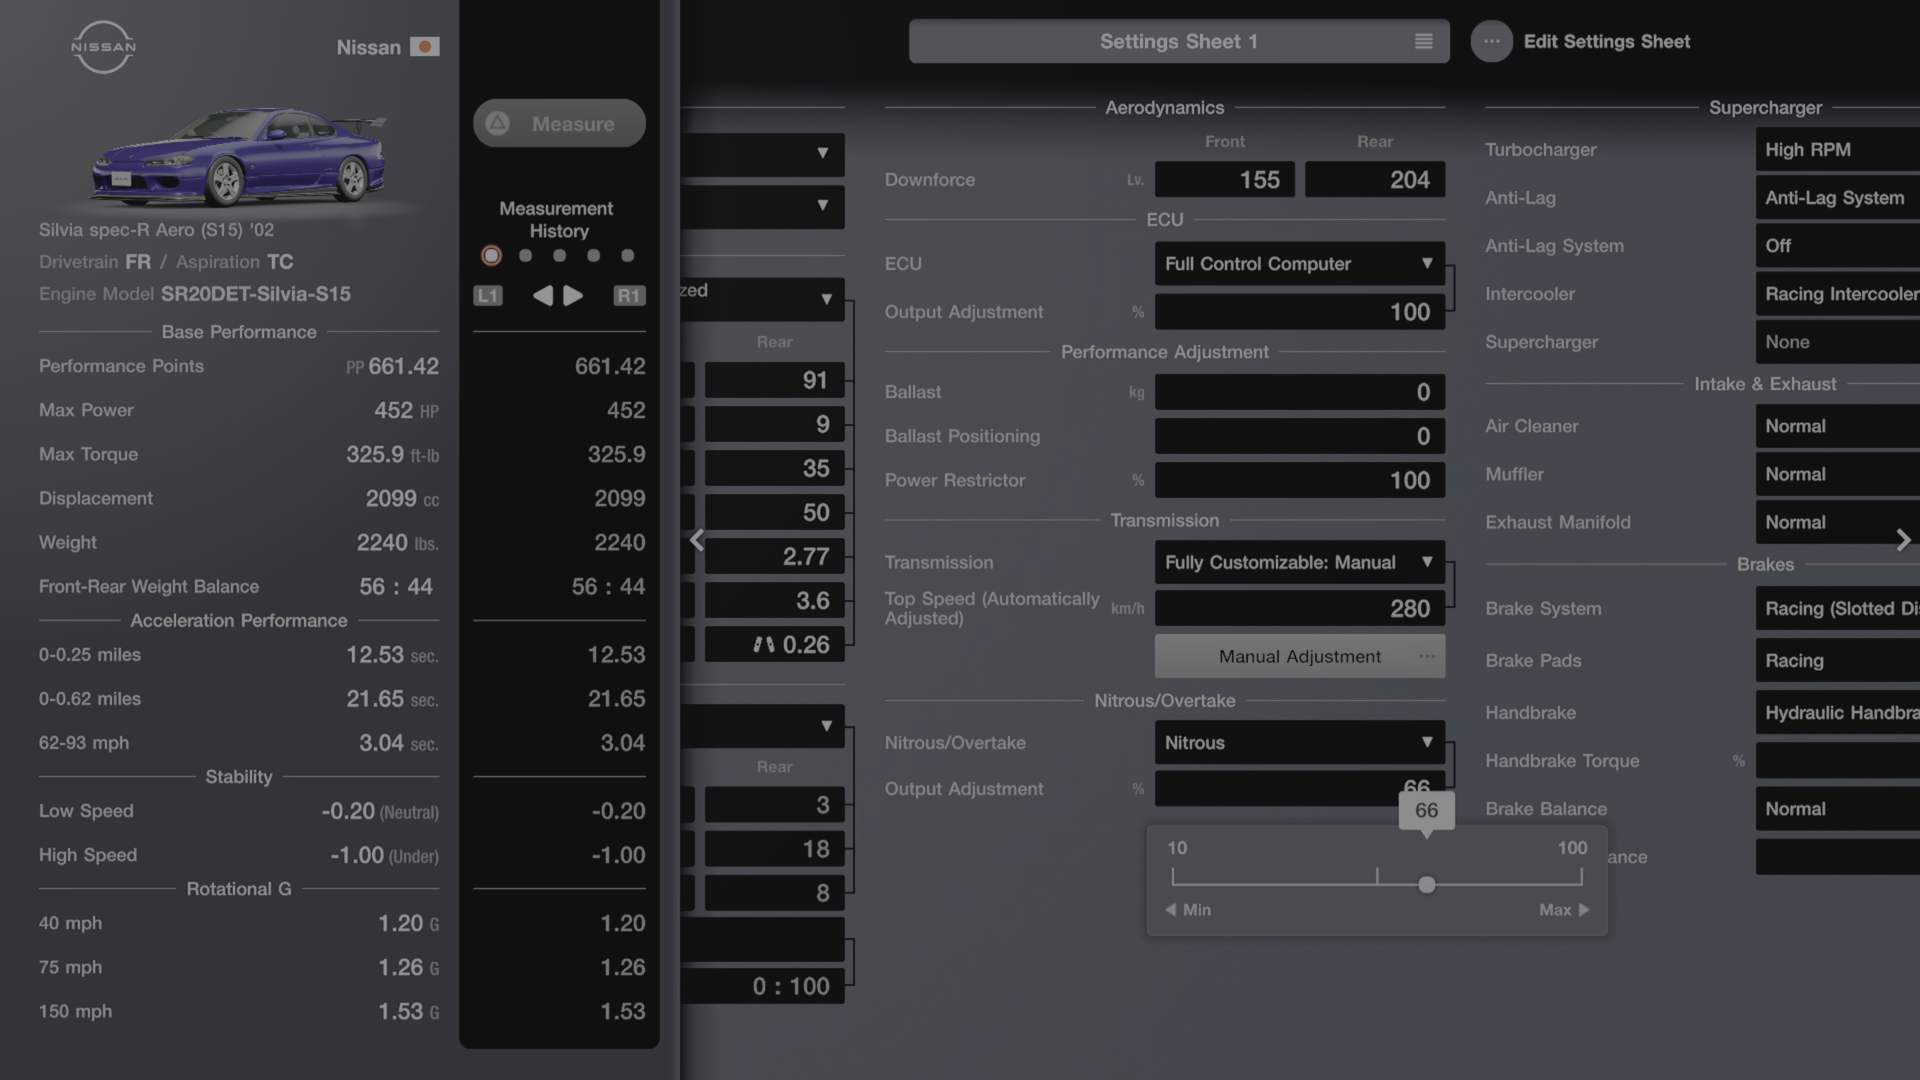 NISSAN
Nissan
Silvia spec-R Aero (S15) '02
Drivetrain FR / Aspiration TC
Engine Model SR20DET-Silvia-S15
Base Performance
Performance Points PP 661.42
Max Power 452 HP
Max Torque 325.9 ft-lb
Displacement 2099 cc
Weight 2240 lbs.
Front-Rear Weight Balance 56 : 44
Acceleration Performance
0-0.25 miles 12.53 sec.
0-0.62 miles 21.65 sec.
62-93 mph 3.04 sec.
Stability
Low Speed -0.20 (Neutral)
High Speed -1.00 (Under)
Rotational G
40 mph 1.20 G
75 mph 1.26 G
150 mph 1.53 G
Measure
Measurement
History
L1 R1
661.42
452
325.9
2099
2240
56 : 44
12.53
21.65
3.04
-0.20
-1.00
1.20
1.26
1.53
zed
Rear
91
9
35
50
2.77
3.6
0.26
Rear
3
18
8
0 : 100
Settings Sheet 1
Edit Settings Sheet
Aerodynamics
Front Rear
Downforce Lv. 155 204
ECU
ECU Full Control Computer
Output Adjustment % 100
Performance Adjustment
Ballast kg 0
Ballast Positioning 0
Power Restrictor % 100
Transmission
Transmission Fully Customizable: Manual
Top Speed (Automatically
Adjusted) km/h 280
Manual Adjustment
Nitrous/Overtake
Nitrous/Overtake Nitrous
Output Adjustment % 66
66
10 100
Min Max
Supercharger
Turbocharger High RPM
Anti-Lag Anti-Lag System
Anti-Lag System Off
Intercooler Racing Intercooler
Supercharger None
Intake & Exhaust
Air Cleaner Normal
Muffler Normal
Exhaust Manifold Normal
Brakes
Brake System Racing (Slotted Di
Brake Pads Racing
Handbrake Hydraulic Handbra
Handbrake Torque %
Brake Balance Normal
ance